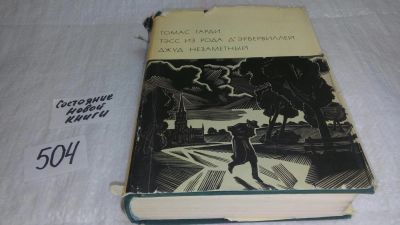 ТОМАС ГАРДИ
ТЭСС ИЗ РОДА Д'ЭРБЕРВИЛЛЕЙ
ДЖУД НЕЗАМЕТНЫЙ
Состояние
новой
книги
504